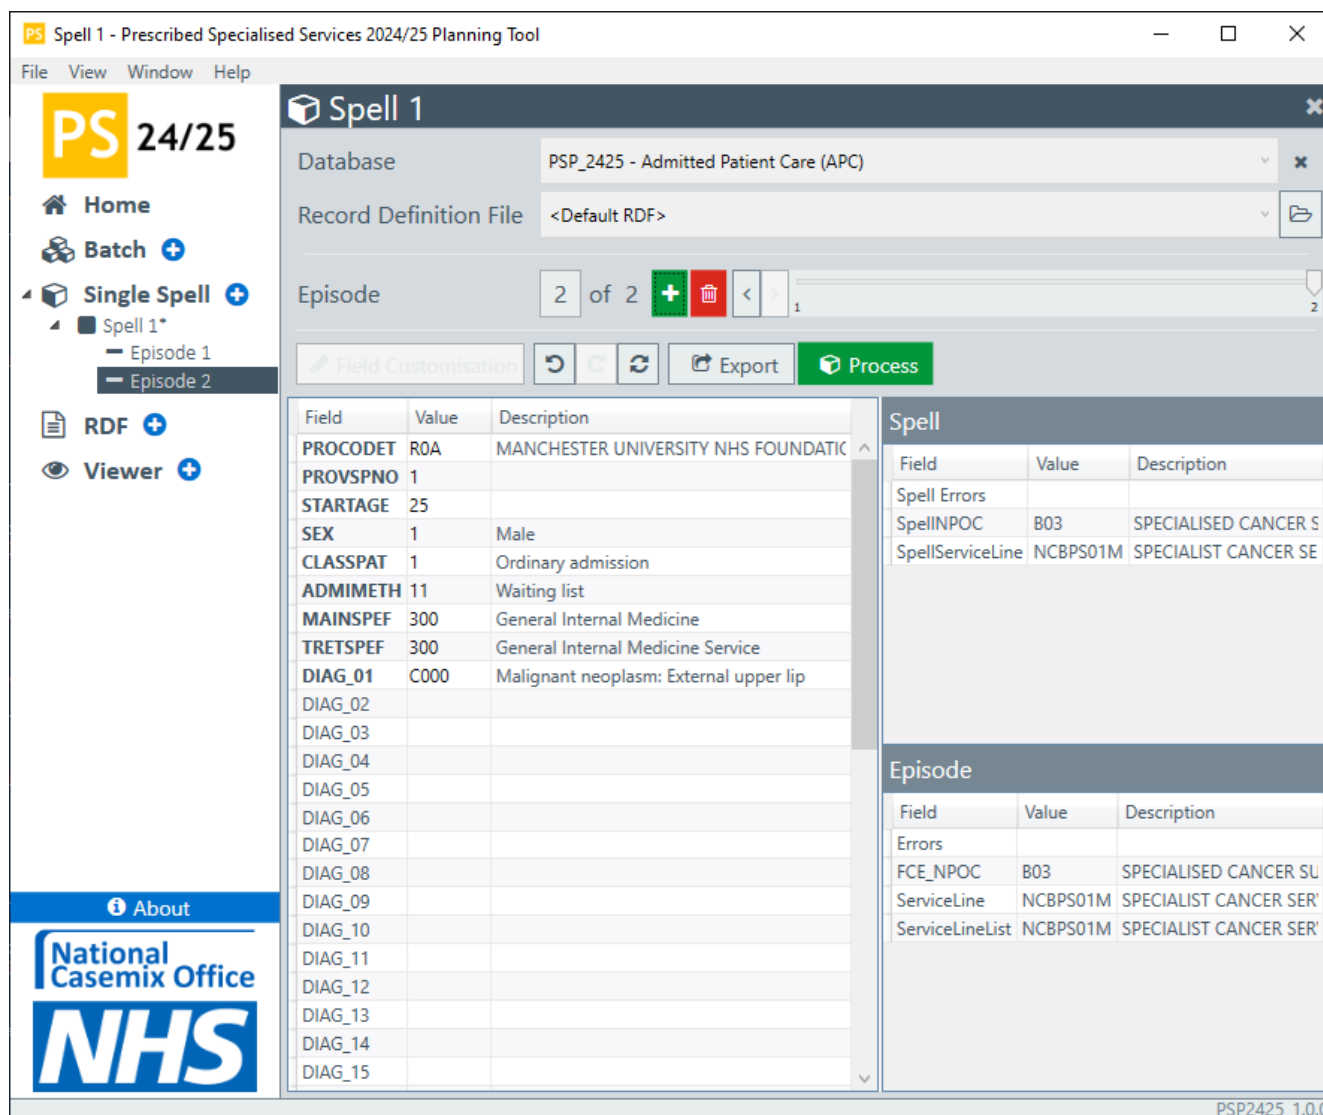 PS Spell 1 - Prescribed Specialised Services 2024/25 Planning Tool
File View Window Help
PS 24/25
Home
Batch
Single Spell
Spell 1*
Episode 1
Episode 2
RDF
Viewer
About
National
Casemix Office
NHS
Spell 1
Database PSP_2425 - Admitted Patient Care (APC)
Record Definition File <Default RDF>
Episode 2 of 2
1 2
Field Customisation Export Process
Field Value Description
PROCODET R0A MANCHESTER UNIVERSITY NHS FOUNDATIC
PROVSPNO 1
STARTAGE 25
SEX 1 Male
CLASSPAT 1 Ordinary admission
ADMIMETH 11 Waiting list
MAINSPEF 300 General Internal Medicine
TRETSPEF 300 General Internal Medicine Service
DIAG_01 C000 Malignant neoplasm: External upper lip
DIAG_02
DIAG_03
DIAG_04
DIAG_05
DIAG_06
DIAG_07
DIAG_08
DIAG_09
DIAG_10
DIAG_11
DIAG_12
DIAG_13
DIAG_14
DIAG_15
Spell
Field Value Description
Spell Errors
SpellNPOC B03 SPECIALISED CANCER S
SpellServiceLine NCBPS01M SPECIALIST CANCER SE
Episode
Field Value Description
Errors
FCE_NPOC B03 SPECIALISED CANCER SU
ServiceLine NCBPS01M SPECIALIST CANCER SER
ServiceLineList NCBPS01M SPECIALIST CANCER SER
PSP2425 1.0.0